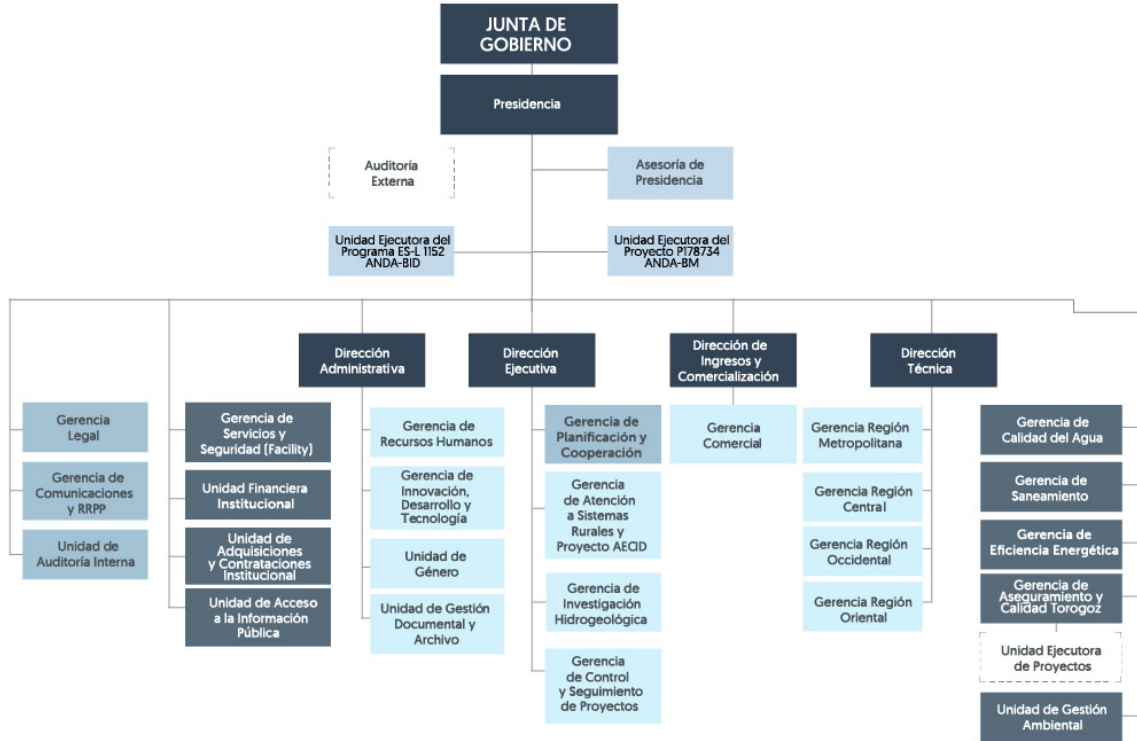 JUNTA DE
GOBIERNO
Presidencia
Auditoría
Externa
Asesoría de
Presidencia
Unidad Ejecutora del
Programa ES-L 1152
ANDA-BID
Unidad Ejecutora del
Proyecto P178734
ANDA-BM
Dirección
Administrativa
Dirección
Ejecutiva
Dirección de
Ingresos y
Comercialización
Dirección
Técnica
Gerencia
Legal
Gerencia de
Comunicaciones
y RRPP
Unidad de
Auditoría Interna
Gerencia de
Servicios y
Seguridad (Facility)
Unidad Financiera
Institucional
Unidad de
Adquisiciones
y Contrataciones
Institucional
Unidad de Acceso
a la Información
Pública
Gerencia de
Recursos Humanos
Gerencia de
Innovación,
Desarrollo y
Tecnología
Unidad de
Género
Unidad de Gestión
Documental y
Archivo
Gerencia de
Planificación y
Cooperación
Gerencia
de Atención
a Sistemas
Rurales y
Proyecto AECID
Gerencia de
Investigación
Hidrogeológica
Gerencia
de Control
y Seguimiento
de Proyectos
Gerencia
Comercial
Gerencia Región
Metropolitana
Gerencia Región
Central
Gerencia Región
Occidental
Gerencia Región
Oriental
Gerencia de
Calidad del Agua
Gerencia de
Saneamiento
Gerencia de
Eficiencia Energética
Gerencia de
Aseguramiento y
Calidad Torogoz
Unidad Ejecutora
de Proyectos
Unidad de Gestión
Ambiental